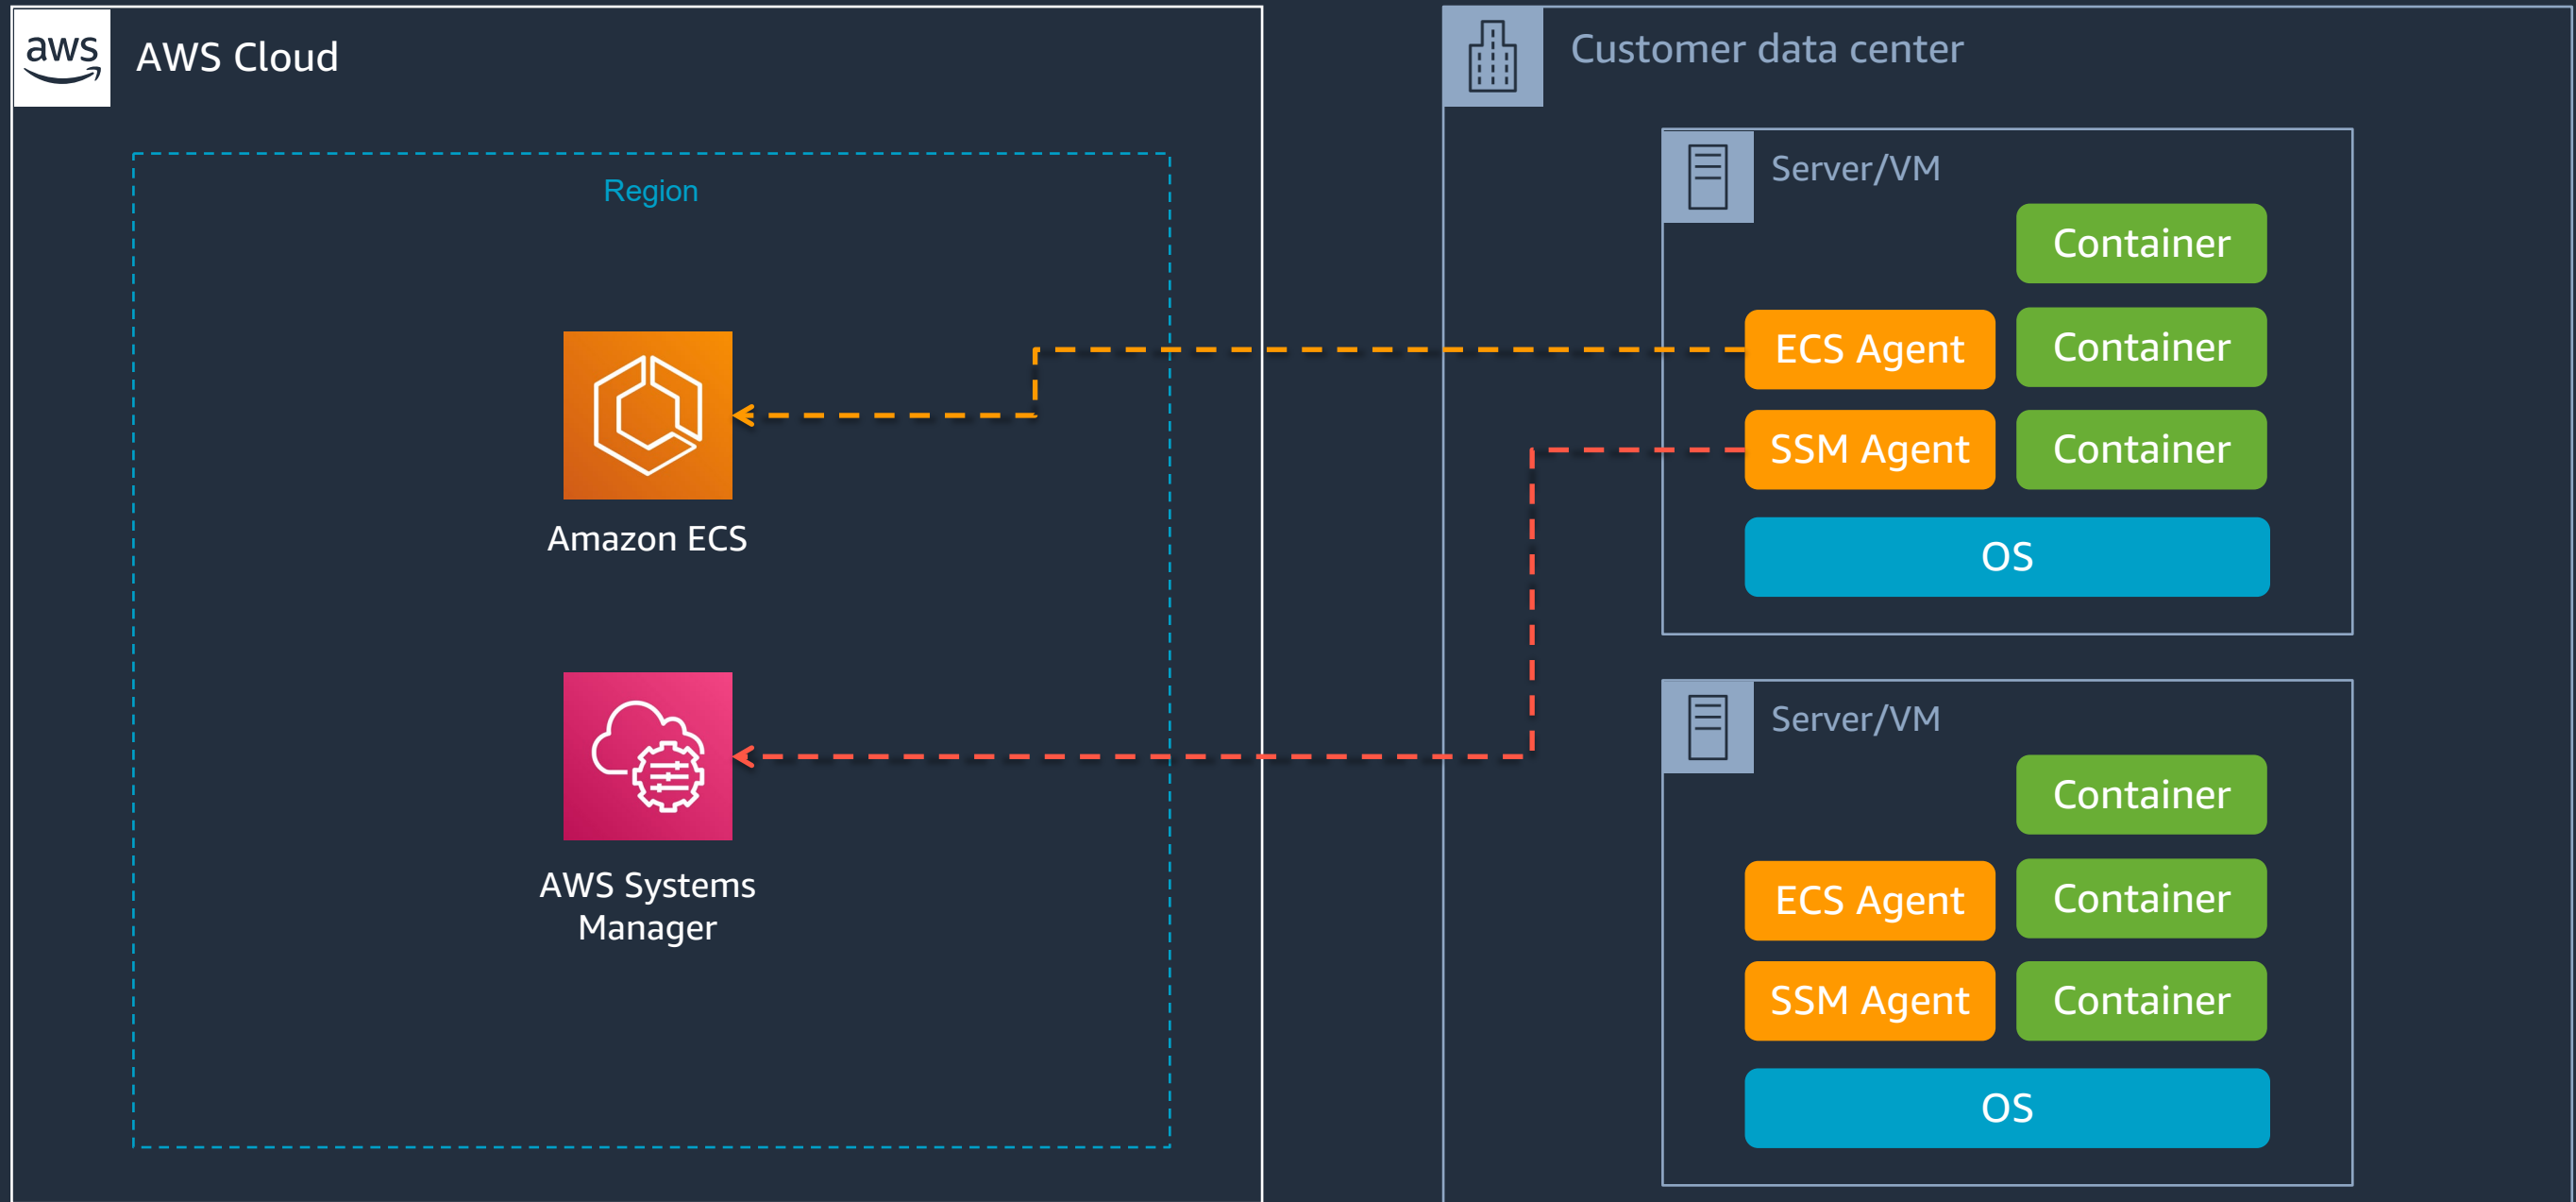 aws
AWS Cloud
Region
Amazon ECS
AWS Systems
Manager
Customer data center
Server/VM
Container
ECS Agent
Container
SSM Agent
Container
OS
Server/VM
Container
ECS Agent
Container
SSM Agent
Container
OS